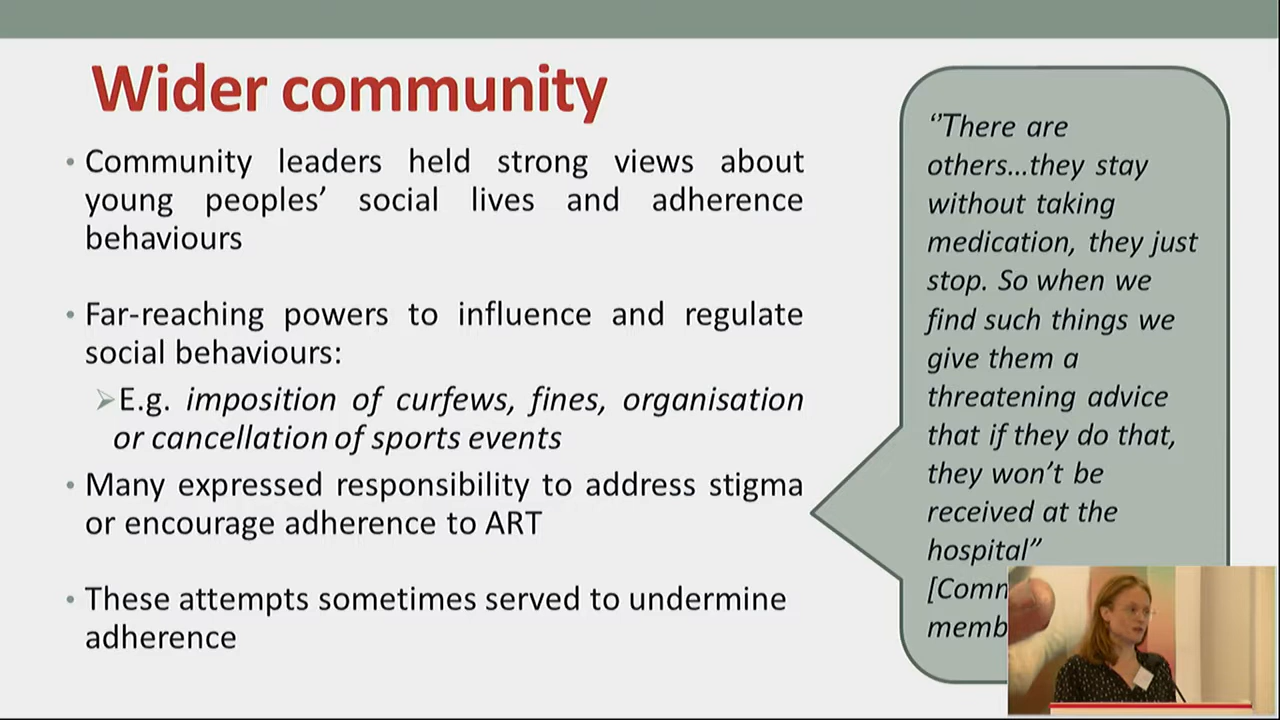 Wider community
• Community leaders held strong views about
young peoples’ social lives and adherence
behaviours
• Far-reaching powers to influence and regulate
social behaviours:
➢E.g. imposition of curfews, fines, organisation
or cancellation of sports events
• Many expressed responsibility to address stigma
or encourage adherence to ART
• These attempts sometimes served to undermine
adherence
‘’There are
others…they stay
without taking
medication, they just
stop. So when we
find such things we
give them a
threatening advice
that if they do that,
they won’t be
received at the
hospital”